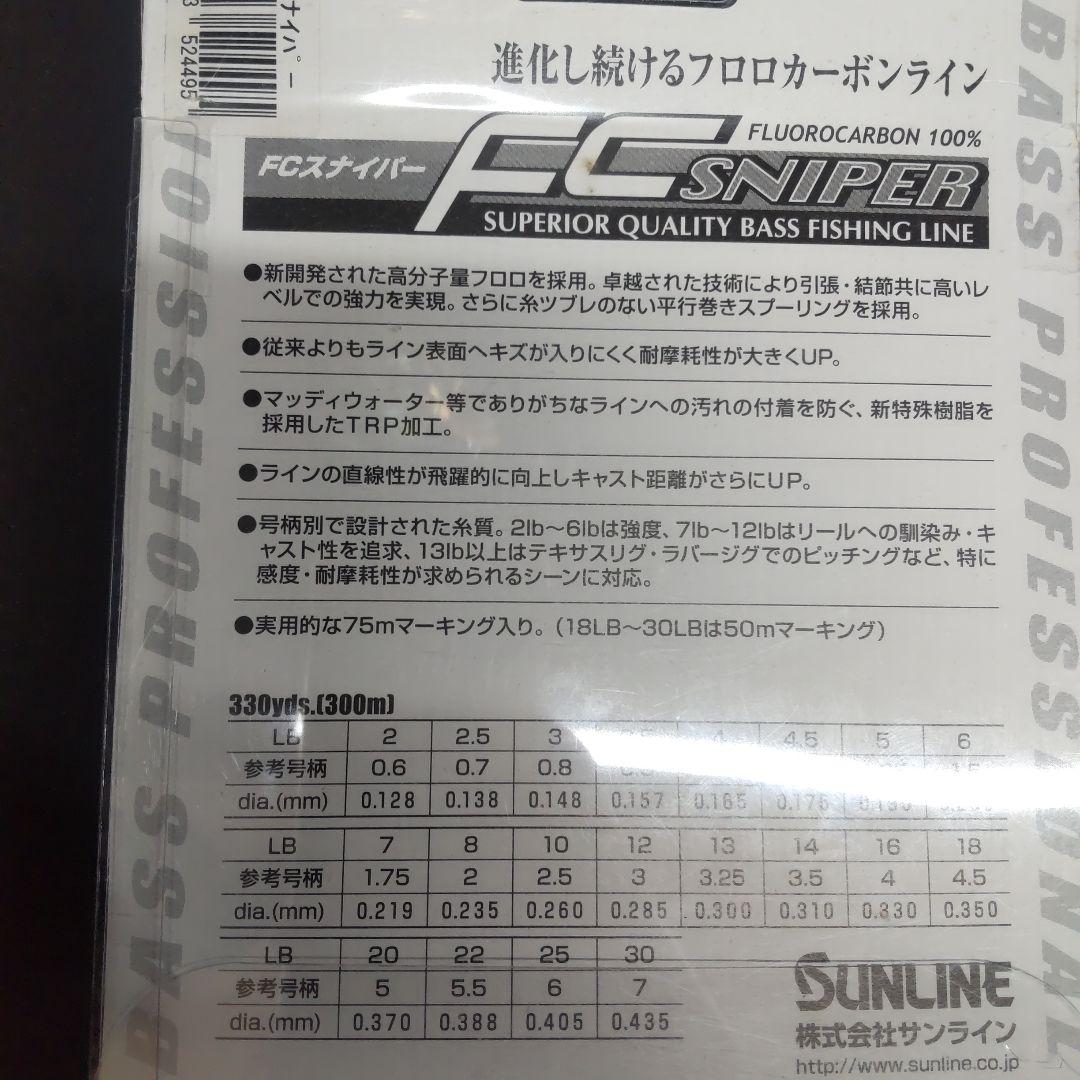 ナイパー
524495
進化し続けるフロロカーボンライン
FLUOROCARBON 100%
FCスナイパー
FC SNIPER
SUPERIOR QUALITY BASS FISHING LINE
●新開発された高分子量フロロを採用。卓越された技術により引張・結節共に高いレ
ベルでの強力を実現。さらに糸ツブレのない平行巻きスプーリングを採用。
●従来よりもライン表面へキズが入りにくく耐摩耗性が大きくUP。
●マッディウォーター等でありがちなラインへの汚れの付着を防ぐ、新特殊樹脂を
採用したTRP加工。
●ラインの直線性が飛躍的に向上しキャスト距離がさらにUP。
●号柄別で設計された糸質。2lb〜6lbは強度、7lb〜12lbはリールへの馴染み・キ
ャスト性を追求、13lb以上はテキサスリグ・ラバージグでのピッチングなど、特に
感度・耐摩耗性が求められるシーンに対応。
●実用的な75mマーキング入り。(18LB〜30LBは50mマーキング)
330yds.(300m)
LB 2 2.5 3 4 4.5 5 6
参考号柄 0.6 0.7 0.8
dia.(mm) 0.128 0.138 0.148 0.157 0.165 0.176
LB 7 8 10 12 13 14 16 18
参考号柄 1.75 2 2.5 3 3.25 3.5 4 4.5
dia.(mm) 0.219 0.235 0.260 0.285 0.300 0.310 0.330 0.350
LB 20 22 25 30
参考号柄 5 5.5 6 7
dia.(mm) 0.370 0.388 0.405 0.435
SUNLINE
株式会社サンライン
http://www.sunline.co.jp
BASS PROFESSIONAL
BASS PROFESSIONAL